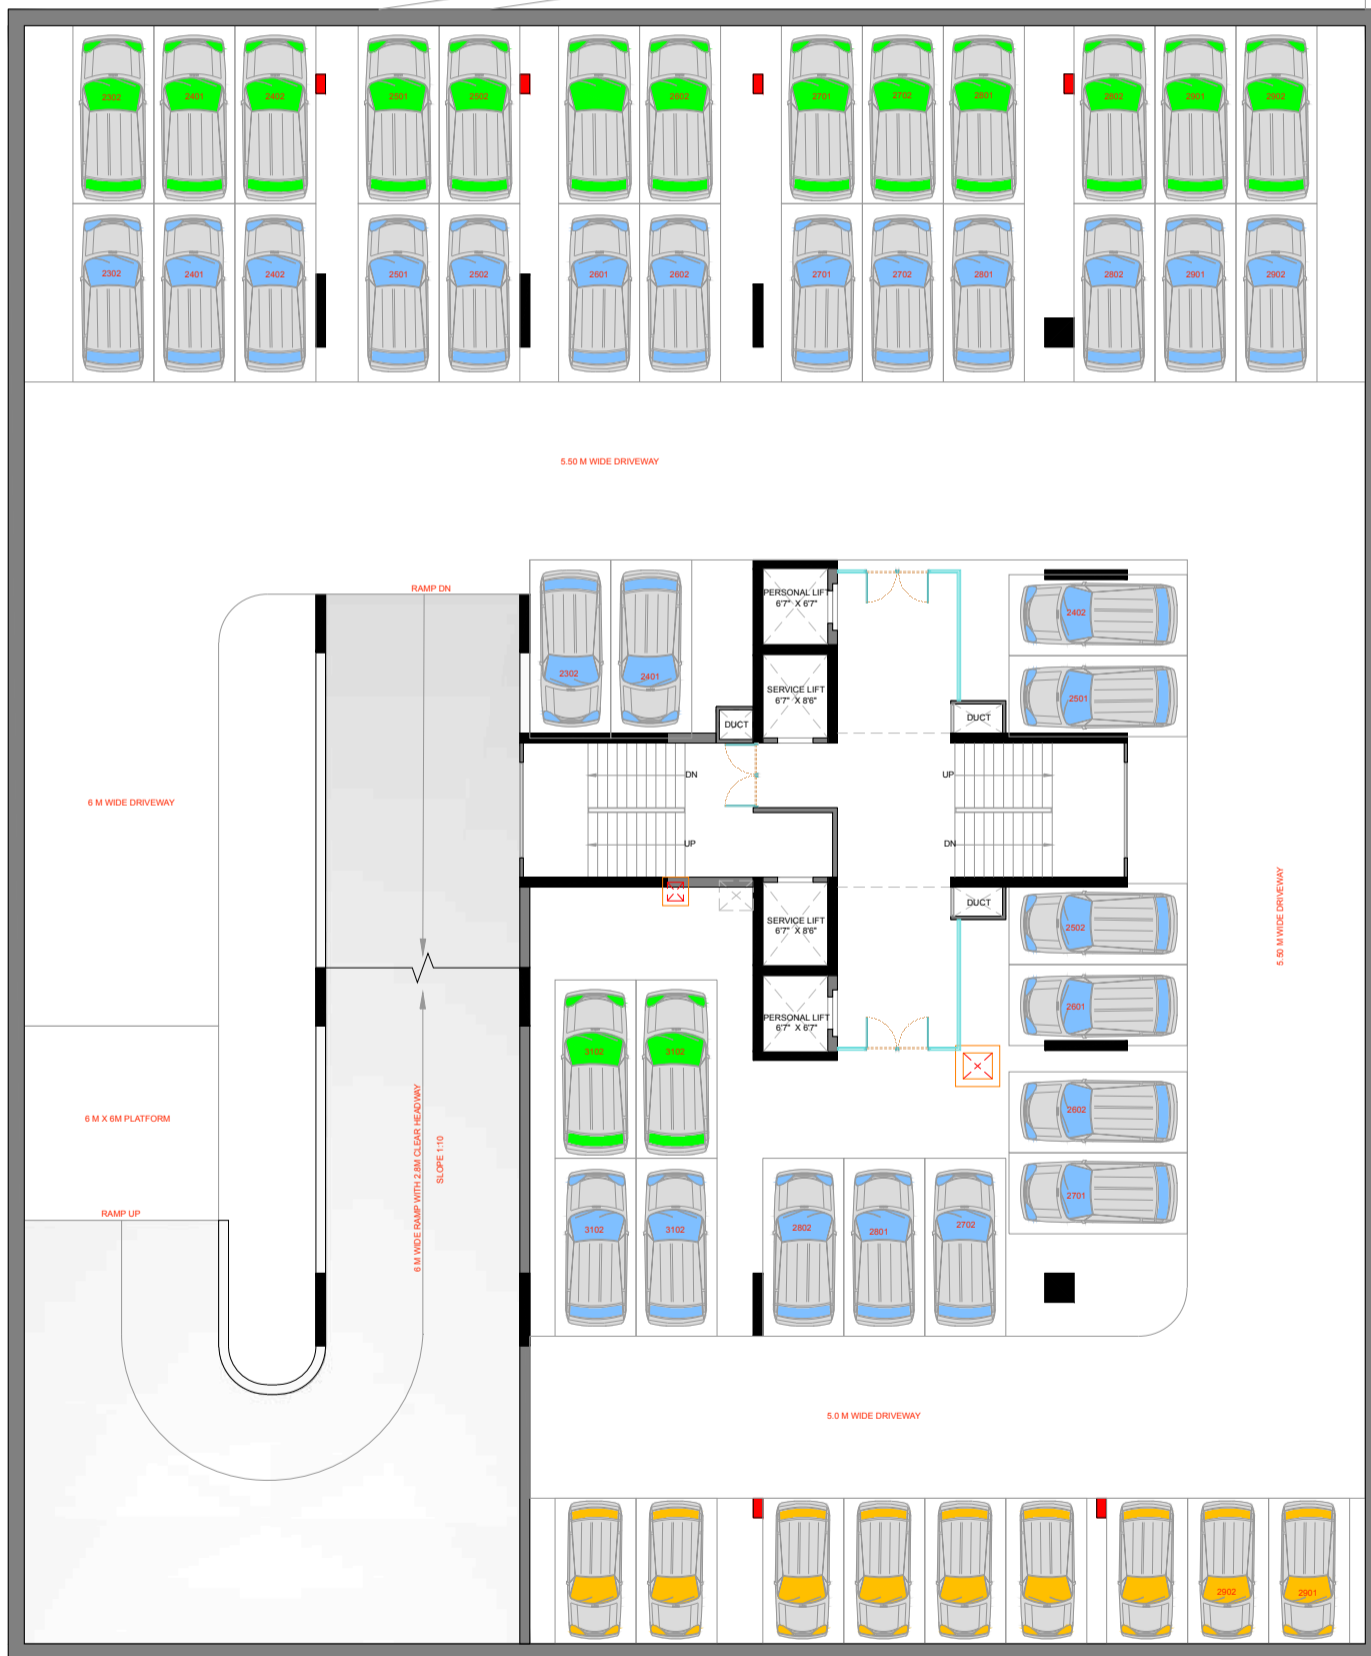 2302
2401
2402
2501
2502
2602
2701
2702
2801
2802
2901
2902
2302
2401
2402
2501
2502
2601
2602
2701
2702
2801
2802
2901
2902
5.50 M WIDE DRIVEWAY
RAMP DN
PERSONAL LIFT
6'7" X 6'7"
2402
2302
2401
SERVICE LIFT
6'7" X 8'6"
2501
DUCT
DUCT
DN
UP
6 M WIDE DRIVEWAY
UP
DN
DUCT
SERVICE LIFT
6'7" X 8'6"
2502
5.50 M WIDE DRIVEWAY
2601
PERSONAL LIFT
6'7" X 6'7"
3102
3102
6 M X 6M PLATFORM
2602
6 M WIDE RAMP WITH 2.8M CLEAR HEADWAY
SLOPE 1:10
2701
RAMP UP
3102
3102
2802
2801
2702
5.0 M WIDE DRIVEWAY
2902
2901